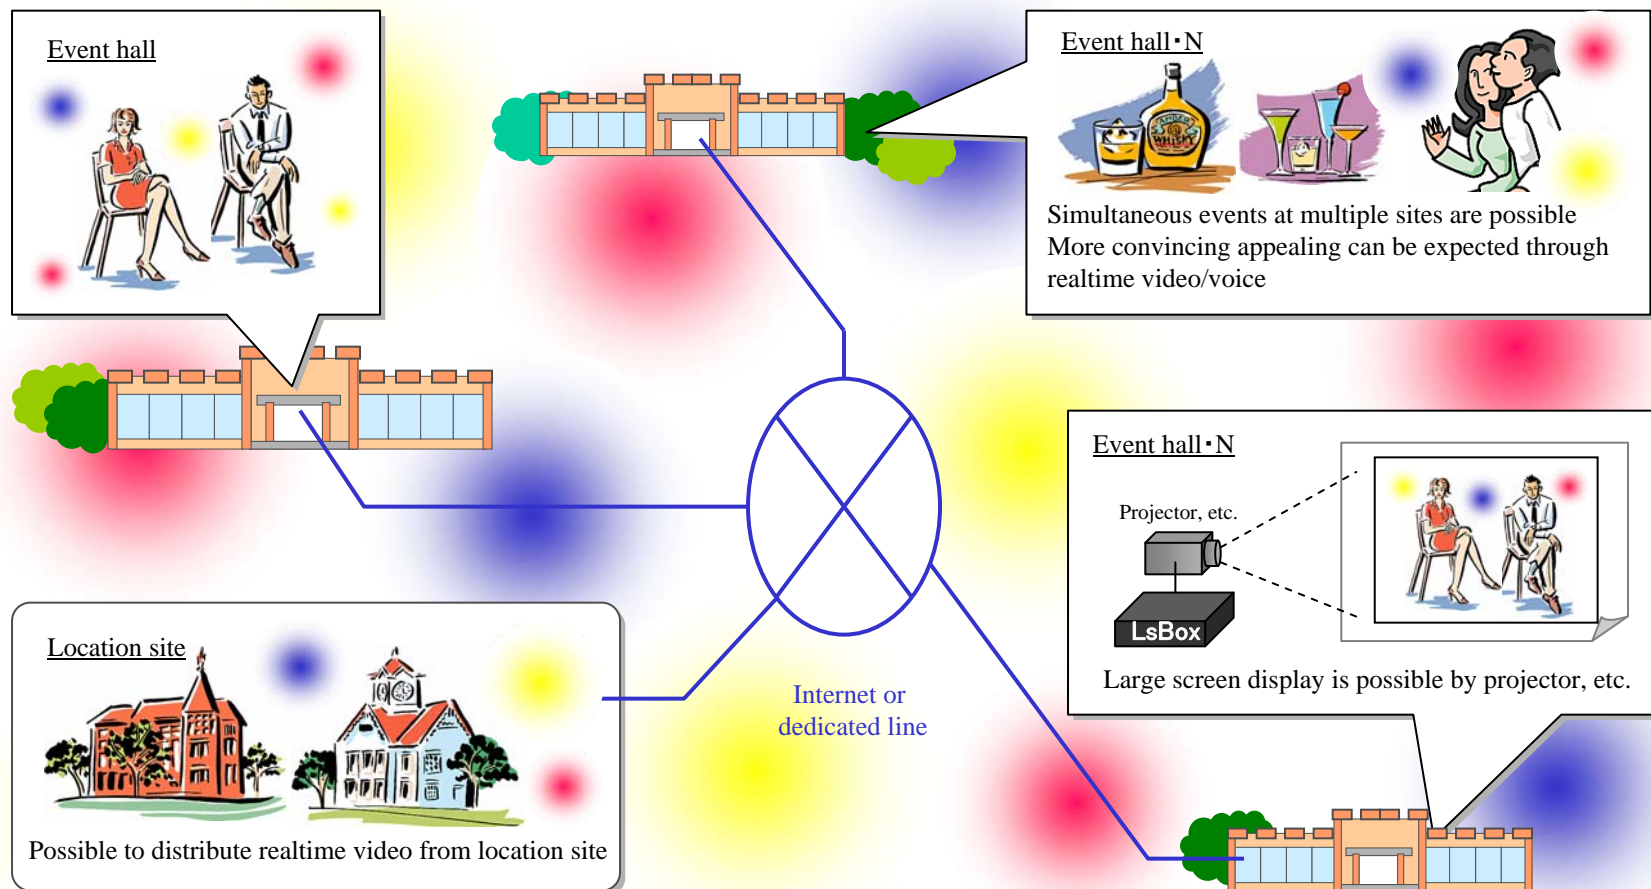 Event hall
Event hall・N
WHISKY
Simultaneous events at multiple sites are possible
More convincing appealing can be expected through
realtime video/voice
Event hall・N
Projector, etc.
LsBox
Large screen display is possible by projector, etc.
Location site
Possible to distribute realtime video from location site
Internet or
dedicated line